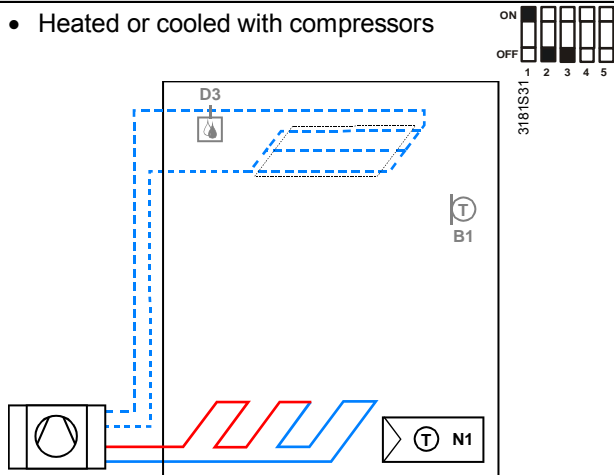 • Heated or cooled with compressors
ON
OFF
1 2 3 4 5
3181S31
D3
T
B1
T N1